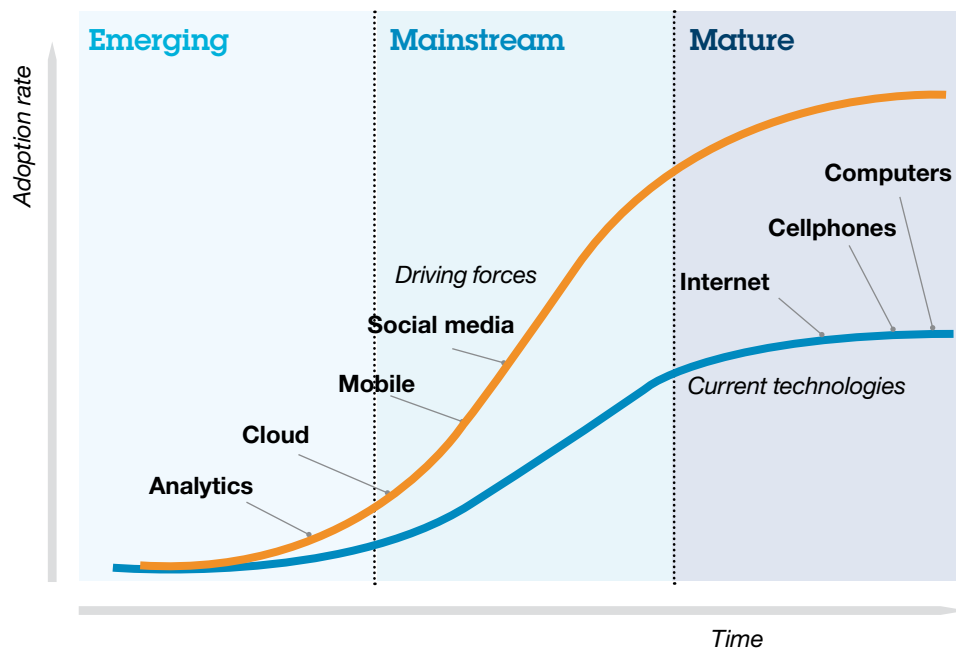 Emerging
Mainstream
Mature
Adoption rate
Computers
Cellphones
Driving forces
Internet
Social media
Mobile
Current technologies
Cloud
Analytics
Time